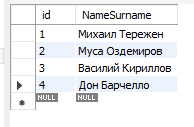 id NameSurname
1 Михаил Тережен
2 Муса Оздемиров
3 Василий Кириллов
4 Дон Барчелло
NULL NULL